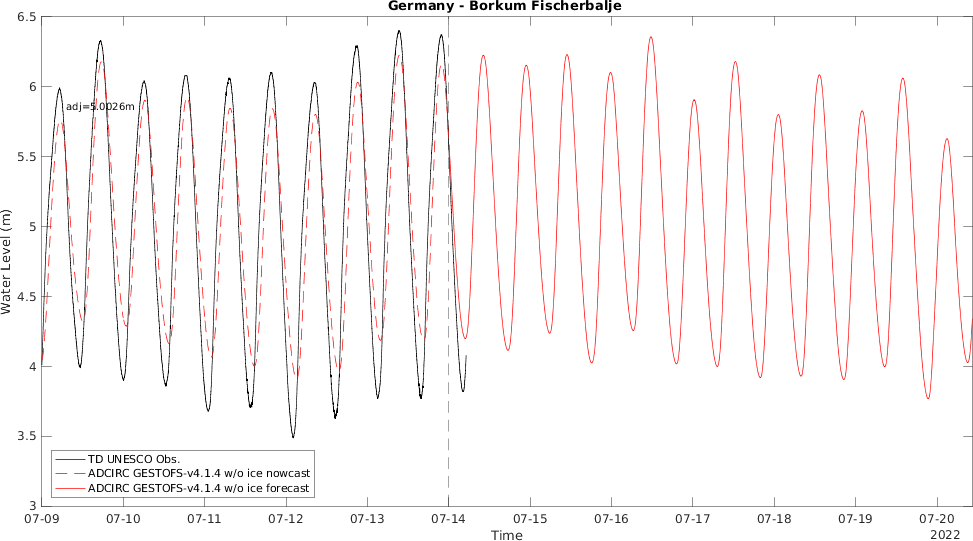 Germany - Borkum Fischerbalje
6.5
6
5.5
5
4.5
4
3.5
3
Water Level (m)
adj=5.0026m
TD UNESCO Obs.
ADCIRC GESTOFS-v4.1.4 w/o ice nowcast
ADCIRC GESTOFS-v4.1.4 w/o ice forecast
07-09 07-10 07-11 07-12 07-13 07-14 07-15 07-16 07-17 07-18 07-19 07-20
2022
Time